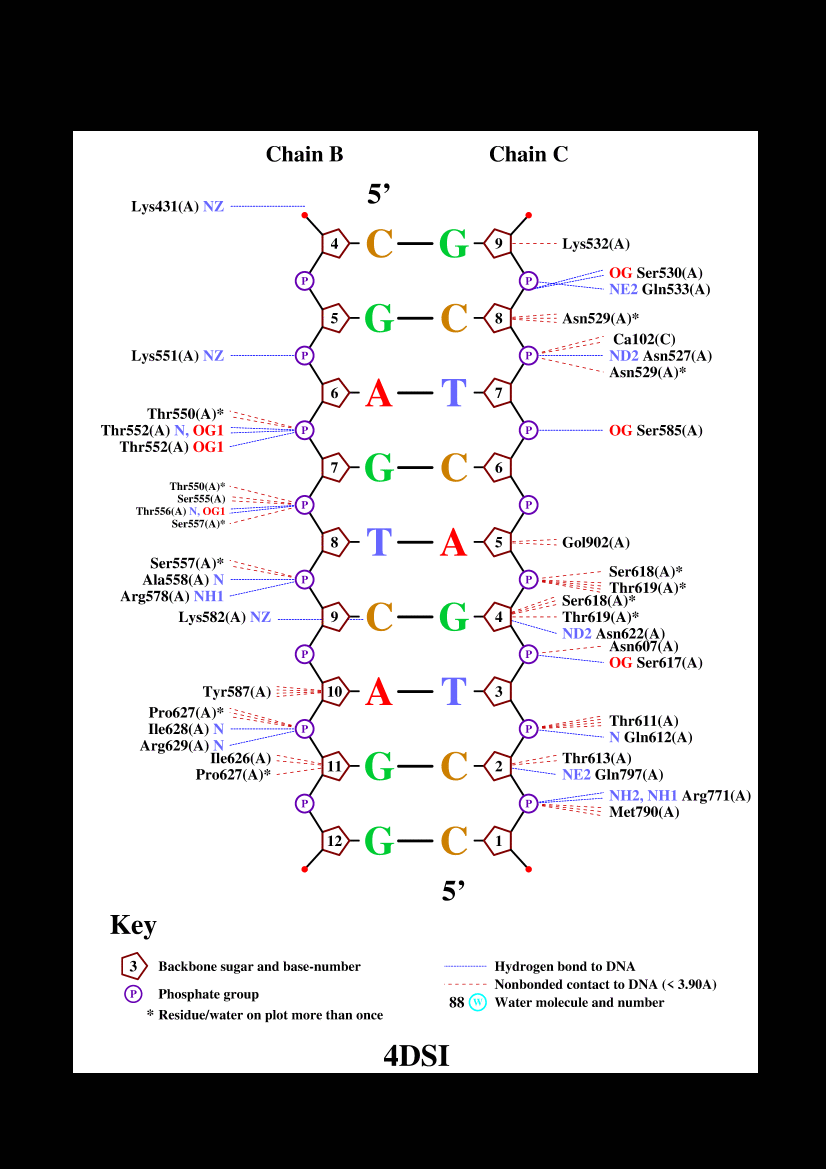 Chain B Chain C
5’
Lys431(A) NZ
4 C G 9 Lys532(A)
OG Ser530(A)
P P
NE2 Gln533(A)
5 G C 8 Asn529(A)*
Ca102(C)
Lys551(A) NZ P P ND2 Asn527(A)
Asn529(A)*
6 A T 7
Thr550(A)*
Thr552(A) N, OG1 P P OG Ser585(A)
Thr552(A) OG1
7 G C 6
Thr550(A)*
Ser555(A)
P P
Thr556(A) N, OG1
Ser557(A)*
8 T A 5 Gol902(A)
Ser557(A)* Ser618(A)*
Ala558(A) N P P
Thr619(A)*
Arg578(A) NH1 Ser618(A)*
Lys582(A) NZ 9 C G 4 Thr619(A)*
ND2 Asn622(A)
Asn607(A)
P P
OG Ser617(A)
Tyr587(A) 10 A T 3
Pro627(A)* Thr611(A)
Ile628(A) N P P
N Gln612(A)
Arg629(A) N
Ile626(A) Thr613(A)
11 G C 2
Pro627(A)* NE2 Gln797(A)
NH2, NH1 Arg771(A)
P P
Met790(A)
12 G C 1
5’
Key
3 Backbone sugar and base-number Hydrogen bond to DNA
Nonbonded contact to DNA (< 3.90A)
P Phosphate group 88 W Water molecule and number
* Residue/water on plot more than once
4DSI